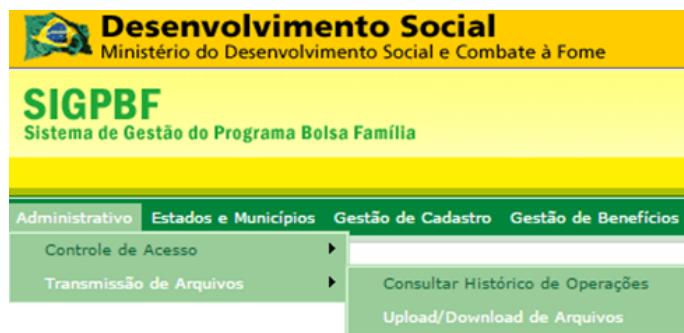 Desenvolvimento Social
Ministério do Desenvolvimento Social e Combate à Fome
SIGPBF
Sistema de Gestão do Programa Bolsa Família
Administrativo Estados e Municípios Gestão de Cadastro Gestão de Benefícios
Controle de Acesso
Transmissão de Arquivos
Consultar Histórico de Operações
Upload/Download de Arquivos